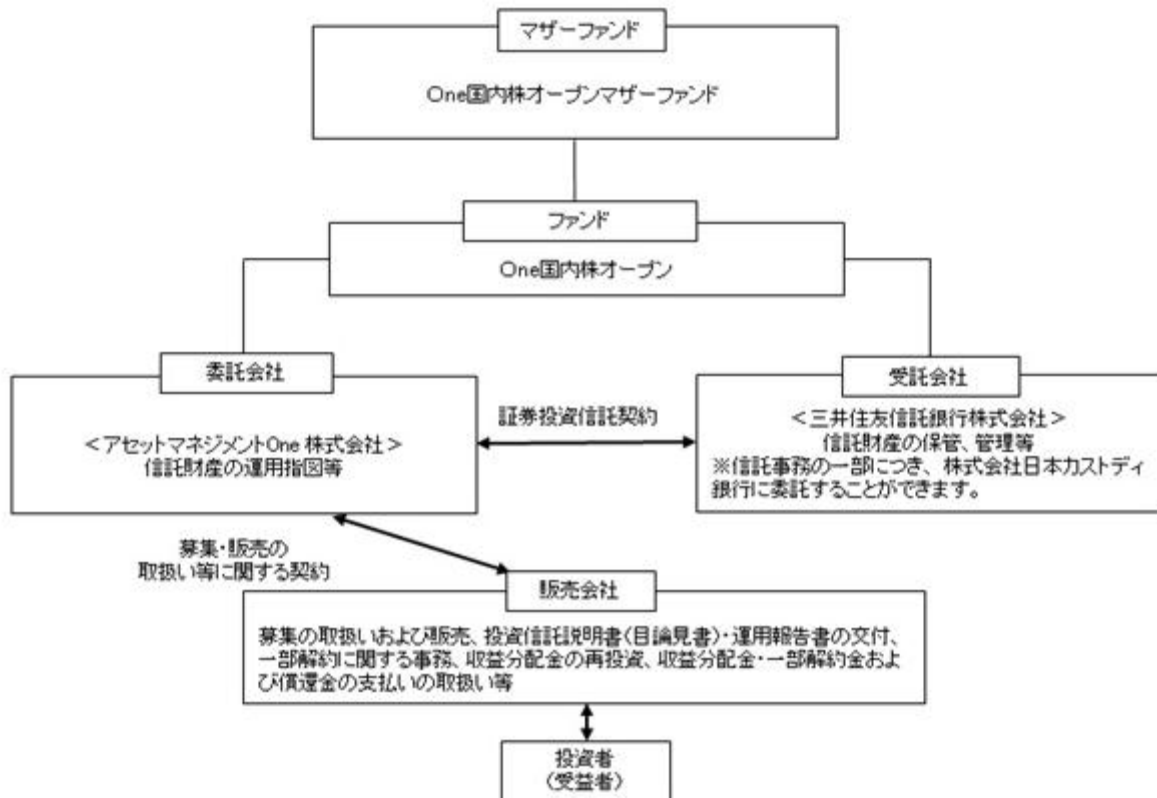 マザーファンド
One国内株オープンマザーファンド
ファンド
One国内株オープン
委託会社
<アセットマネジメントOne 株式会社>
信託財産の運用指図等
証券投資信託契約
受託会社
<三井住友信託銀行株式会社>
信託財産の保管、管理等
※信託事務の一部につき、株式会社日本カストディ
銀行に委託することができます。
募集・販売の
取扱い等に関する契約
販売会社
募集の取扱いおよび販売、投資信託説明書(目論見書)・運用報告書の交付、
一部解約に関する事務、収益分配金の再投資、収益分配金・一部解約金およ
び償還金の支払いの取扱い等
投資者
(受益者)